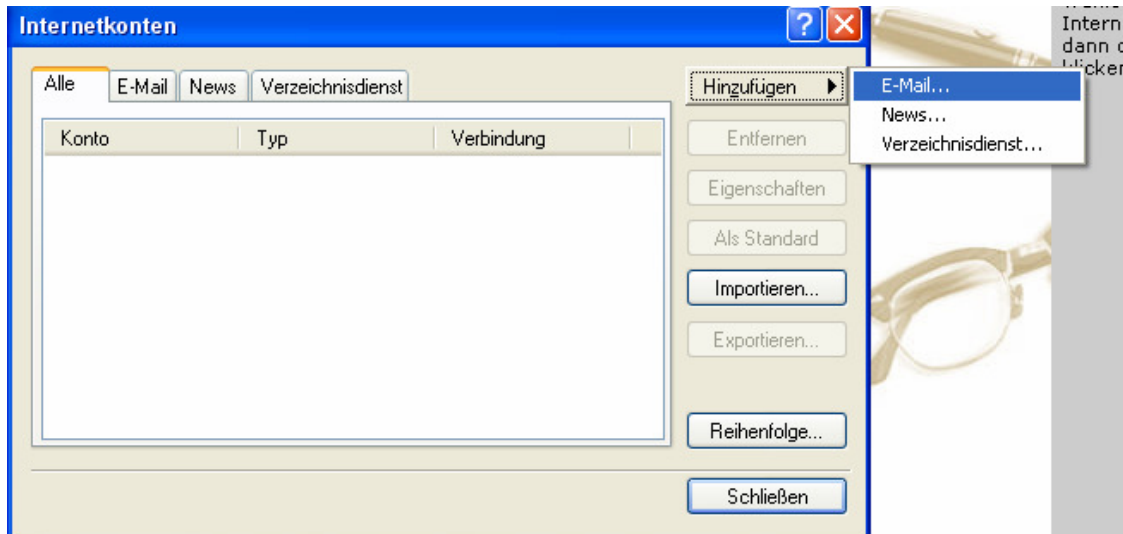 Internetkonten
Alle E-Mail News Verzeichnisdienst
Konto Typ Verbindung
Hinzufügen
Entfernen
Eigenschaften
Als Standard
Importieren...
Exportieren...
Reihenfolge...
Schließen
E-Mail...
News...
Verzeichnisdienst...
Intern
dann